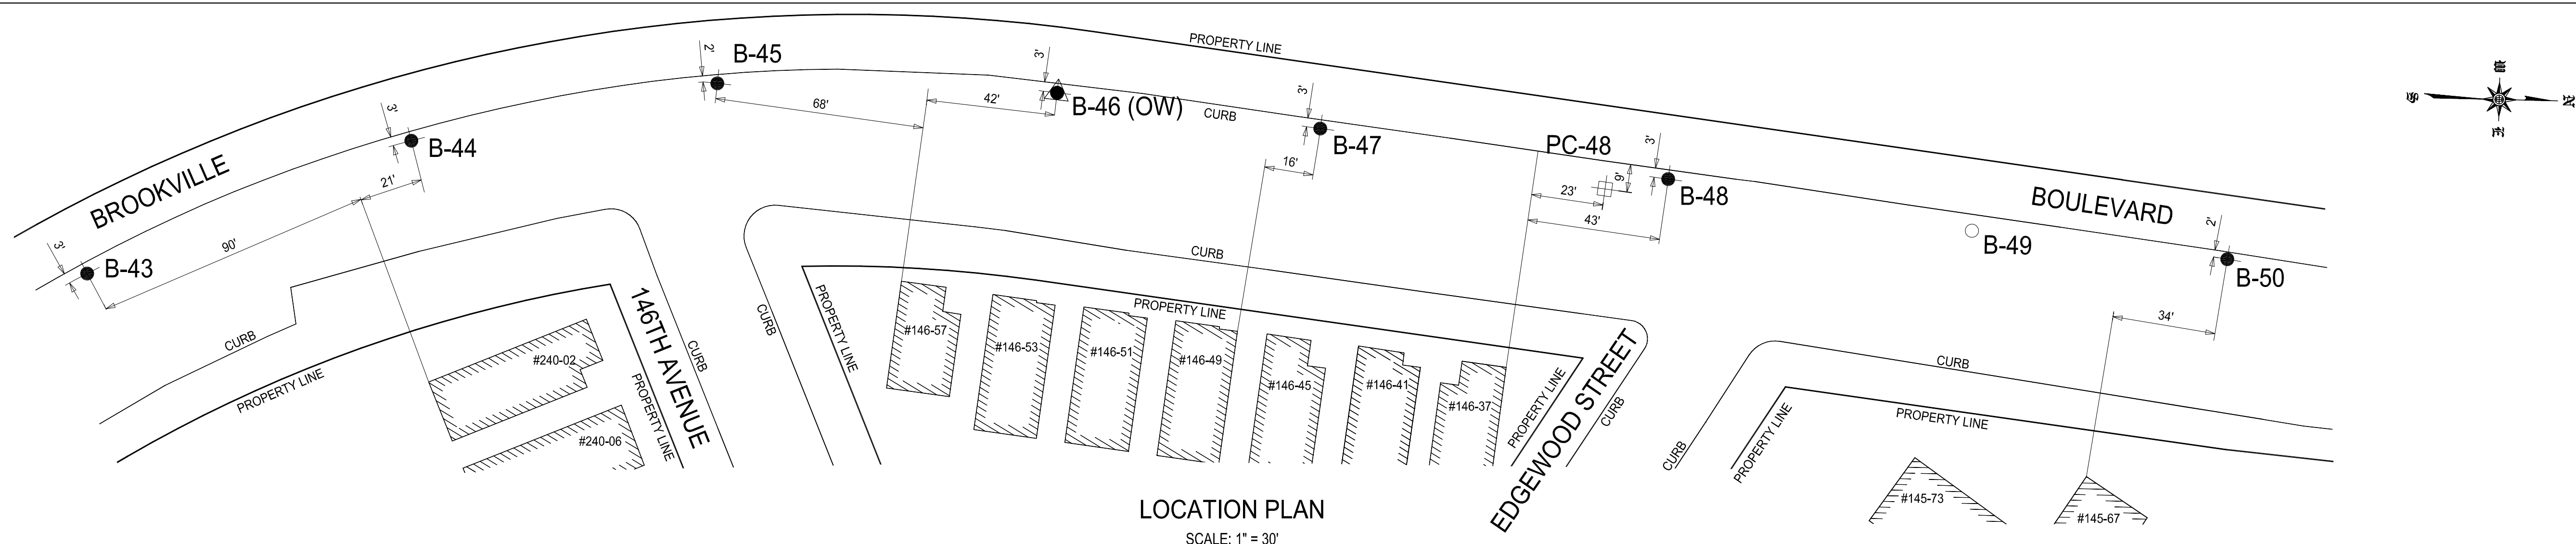 PROPERTY LINE
2'
B-45
3'
B-46 (OW)
68'
42'
CURB
3'
B-47
16'
PC-48
3'
9'
23'
43'
B-48
W
S
N
E
3'
B-44
21'
BROOKVILLE
90'
3'
B-43
BOULEVARD
2'
B-49
B-50
34'
CURB
CURB
PROPERTY LINE
#240-02
#240-06
146TH AVENUE
CURB
PROPERTY LINE
CURB
PROPERTY LINE
CURB
PROPERTY LINE
#146-57
#146-53
#146-51
#146-49
#146-45
#146-41
#146-37
PROPERTY LINE
EDGEWOOD STREET
CURB
CURB
PROPERTY LINE
CURB
PROPERTY LINE
#145-73
#145-67
LOCATION PLAN
SCALE: 1" = 30'